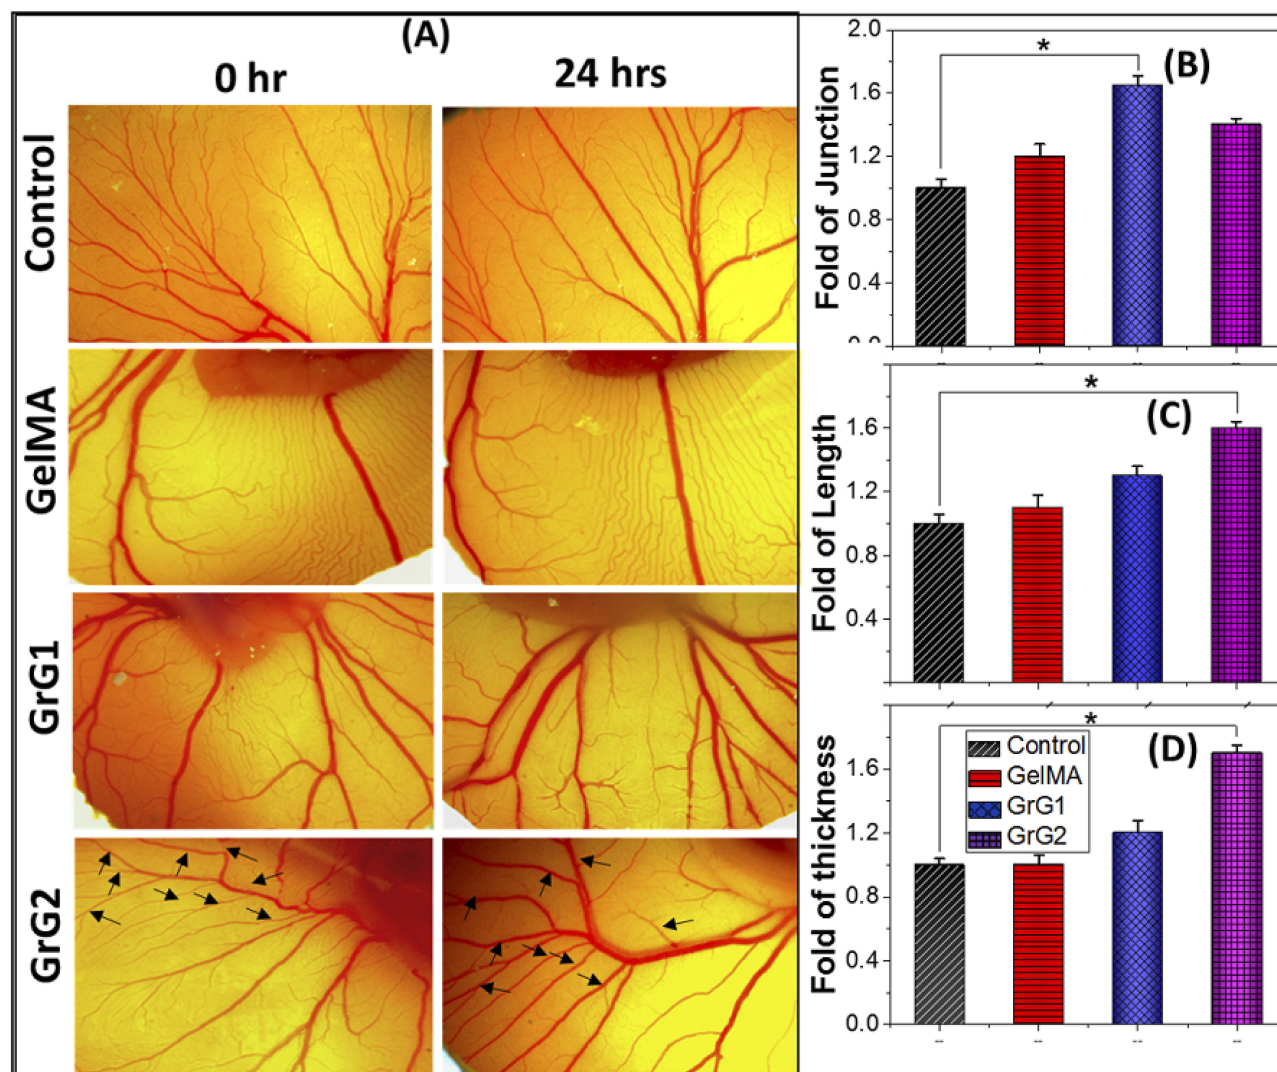 (A)
0 hr
24 hrs
Control
GelMA
GrG1
GrG2
(B)
*
Fold of Junction
2.0
1.6
1.2
0.8
0.4
(C)
*
Fold of Length
1.6
1.2
0.8
0.4
(D)
*
Fold of thickness
1.6
1.2
0.8
0.4
0.0
Control
GelMA
GrG1
GrG2